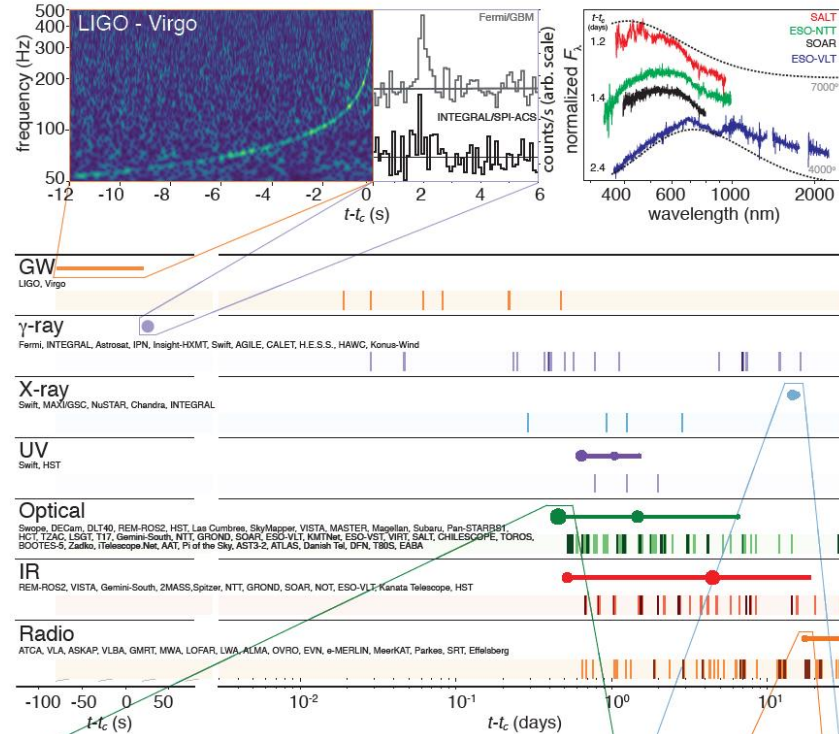 LIGO - Virgo
frequency (Hz)
500
400
300
200
100
50
-12 -10 -8 -6 -4 -2 0 2 4 6
t-tc (s)
Fermi/GBM
INTEGRAL/SPI-ACS
counts/s (arb. scale)
normalized Fλ
t-tc
(days)
1.2
1.4
2.4
SALT
ESO-NTT
SOAR
ESO-VLT
7000°
4000°
400 600 1000 2000
wavelength (nm)
GW
LIGO, Virgo
γ-ray
Fermi, INTEGRAL, Astrosat, IPN, Insight-HXMT, Swift, AGILE, CALET, H.E.S.S., HAWC, Konus-Wind
X-ray
Swift, MAXI/GSC, NuSTAR, Chandra, INTEGRAL
UV
Swift, HST
Optical
Swope, DECam, DLT40, REM-ROS2, HST, Las Cumbres, SkyMapper, VISTA, MASTER, Magellan, Subaru, Pan-STARRS1,
HCT, TZAC, LSGT, T17, Gemini-South, NTT, GROND, SOAR, ESO-VLT, KMTNet, ESO-VST, VIRT, SALT, CHILESCOPE, TOROS,
BOOTES-5, Zadko, iTelescope.Net, AAT, Pi of the Sky, AST3-2, ATLAS, Danish Tel, DFN, T80S, EABA
IR
REM-ROS2, VISTA, Gemini-South, 2MASS,Spitzer, NTT, GROND, SOAR, NOT, ESO-VLT, Kanata Telescope, HST
Radio
ATCA, VLA, ASKAP, VLBA, GMRT, MWA, LOFAR, LWA, ALMA, OVRO, EVN, e-MERLIN, MeerKAT, Parkes, SRT, Effelsberg
-100 -50 0 50 10⁻² 10⁻¹ 10⁰ 10¹
t-tc (s) t-tc (days)